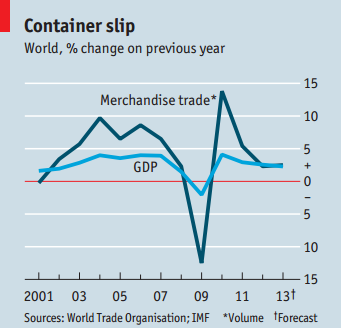 Container slip
World, % change on previous year
15
Merchandise trade*
10
5
GDP
+
0
–
5
10
15
2001 03 05 07 09 11 13†
Sources: World Trade Organisation; IMF *Volume †Forecast